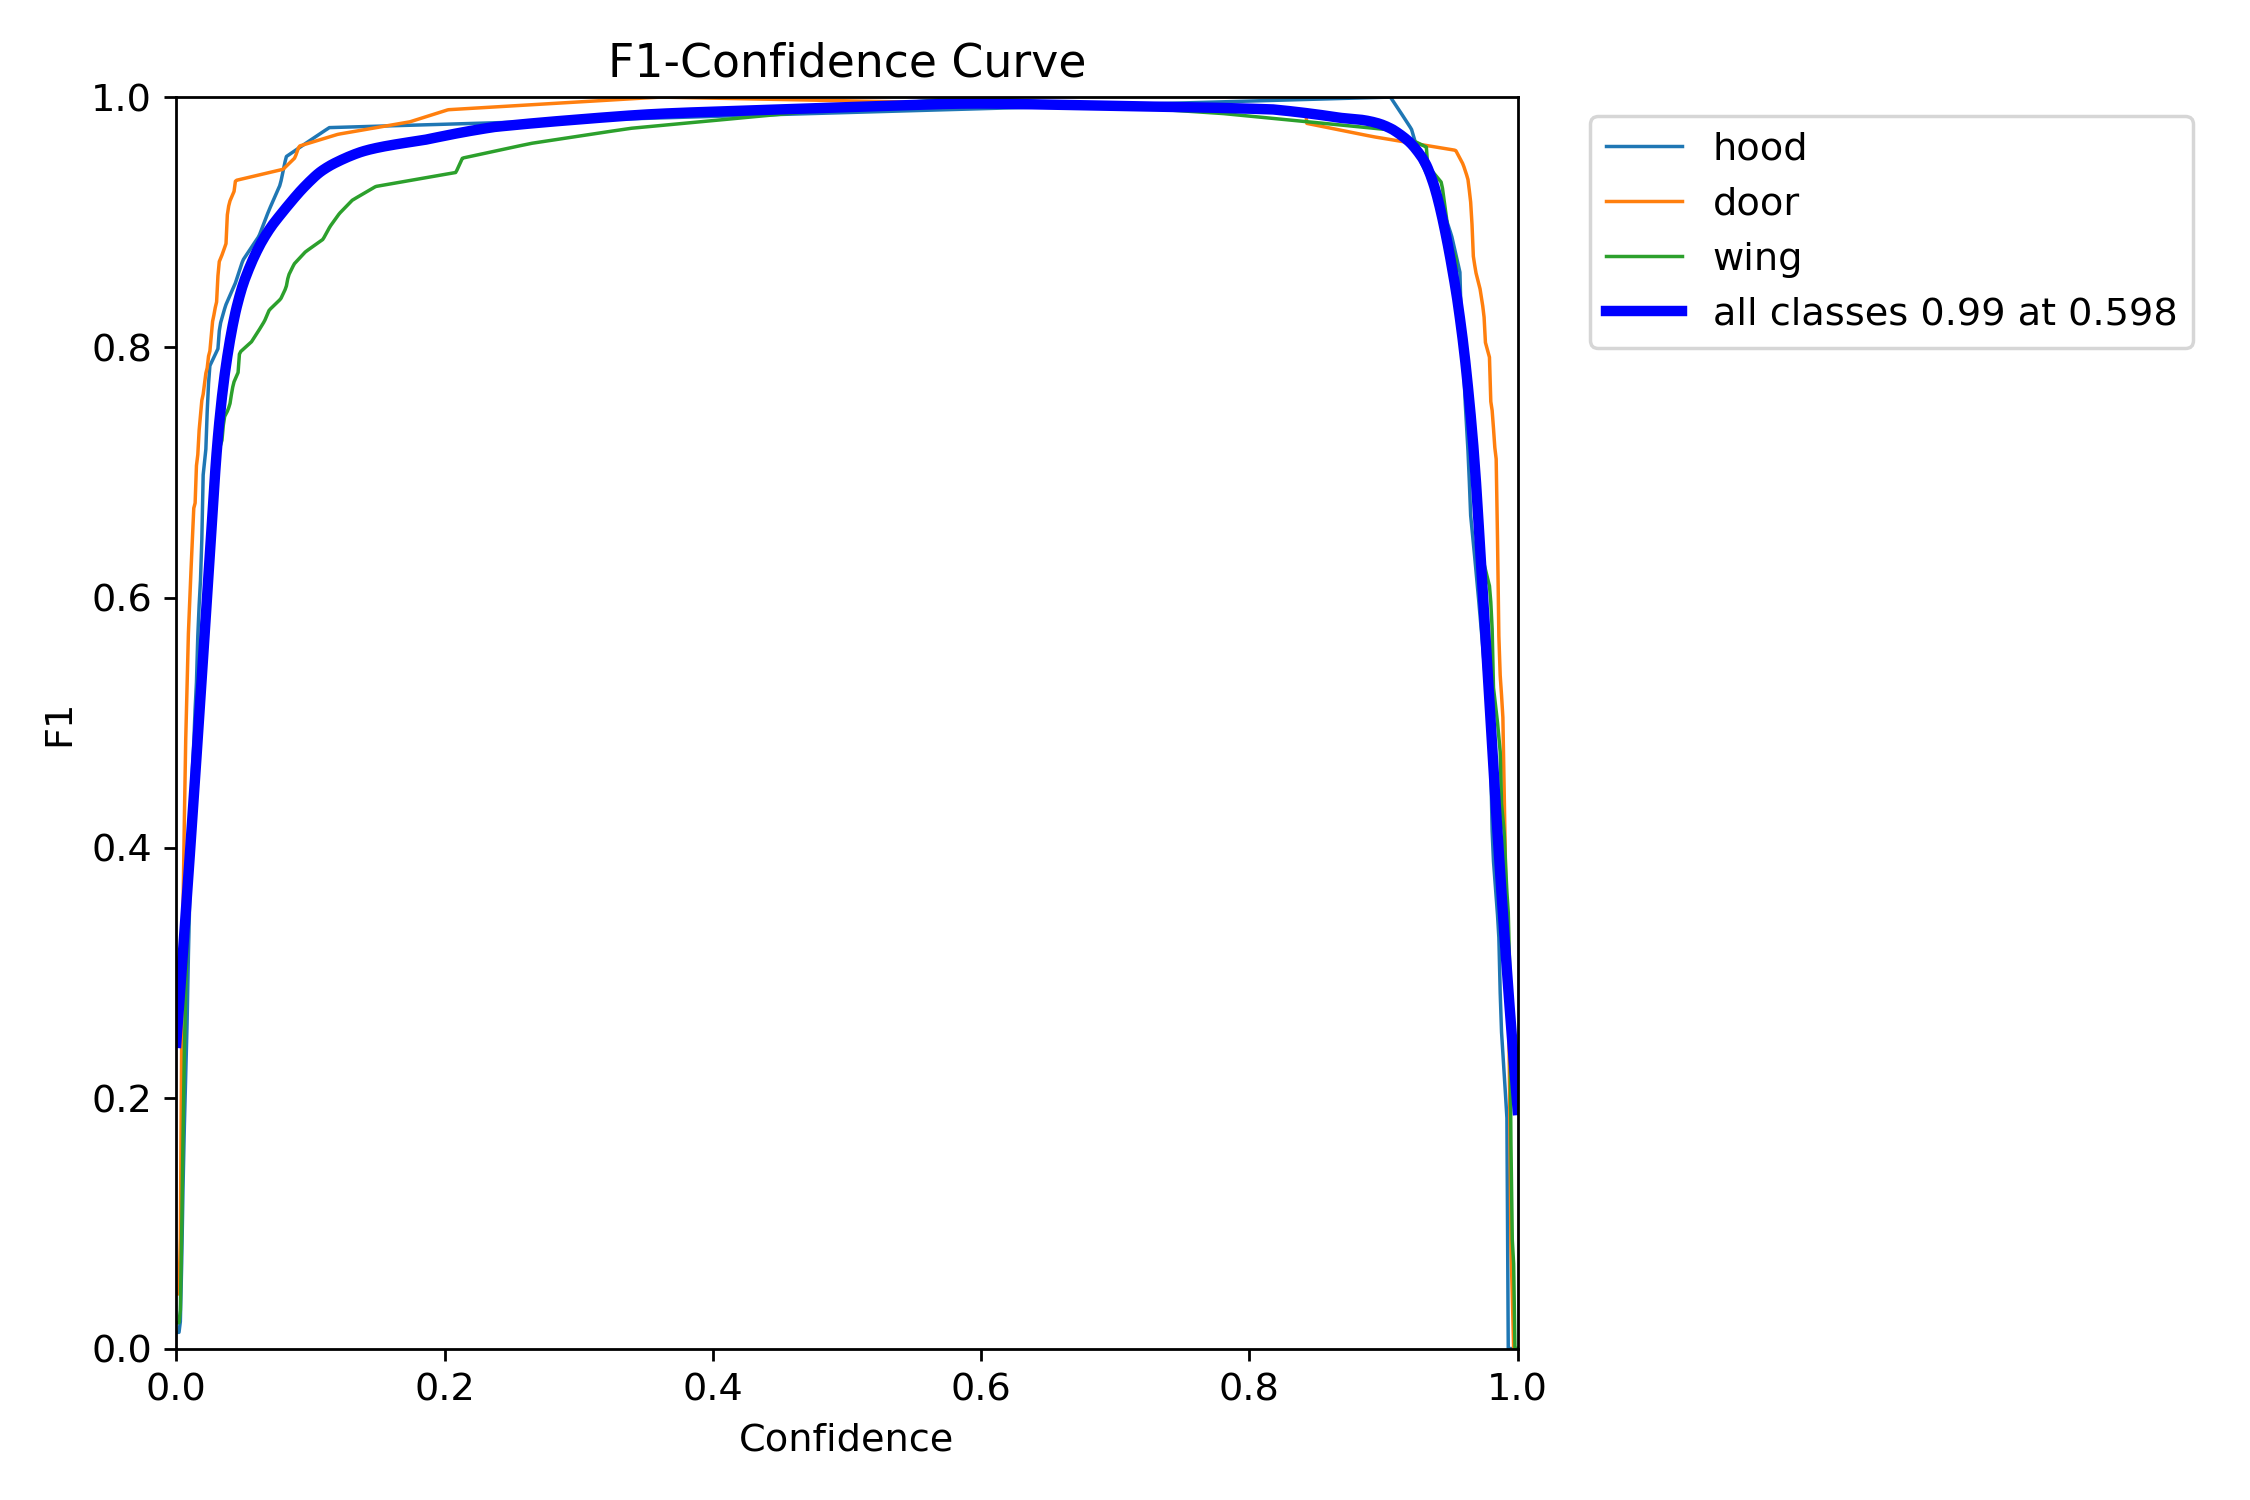 F1-Confidence Curve
hood
door
wing
all classes 0.99 at 0.598
F1
1.0
0.8
0.6
0.4
0.2
0.0
0.0 0.2 0.4 0.6 0.8 1.0
Confidence